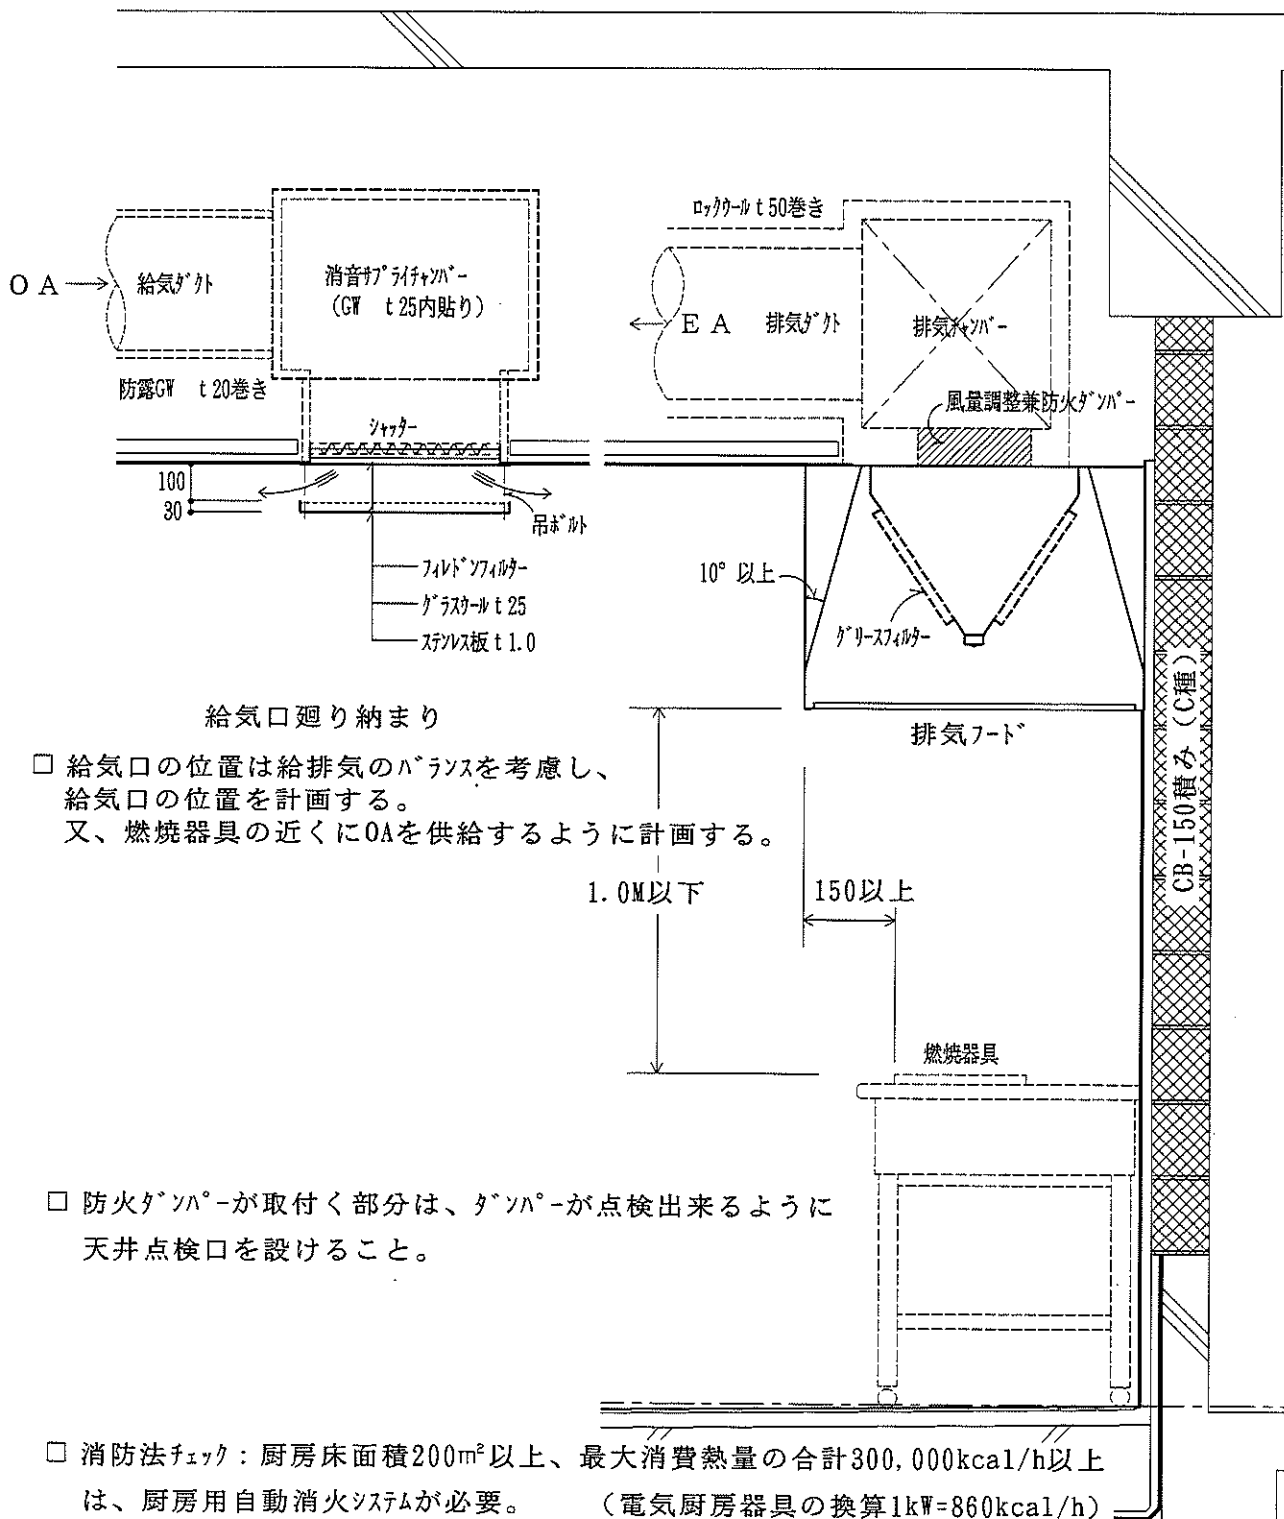 ロックウール t 50巻き
O A
給気ダクト
消音サプライチャンバー
(GW t 25内貼り)
E A 排気ダクト
排気チャンバー
防露GW t 20巻き
風量調整兼防火ダンパー
シャッター
100
30
吊ボルト
フィレドンフィルター
グラスウール t 25
ステンレス板 t 1.0
10° 以上
グリースフィルター
給気口廻り納まり
排気フード
CB-150積み (C種)
□ 給気口の位置は給排気のバランスを考慮し、
給気口の位置を計画する。
又、燃焼器具の近くにOAを供給するように計画する。
1.0M以下
150以上
燃焼器具
□ 防火ダンパーが取付く部分は、ダンパーが点検出来るように
天井点検口を設けること。
□ 消防法チェック:厨房床面積200㎡以上、最大消費熱量の合計300,000kcal/h以上
は、厨房用自動消火システムが必要。 (電気厨房器具の換算1kW=860kcal/h)